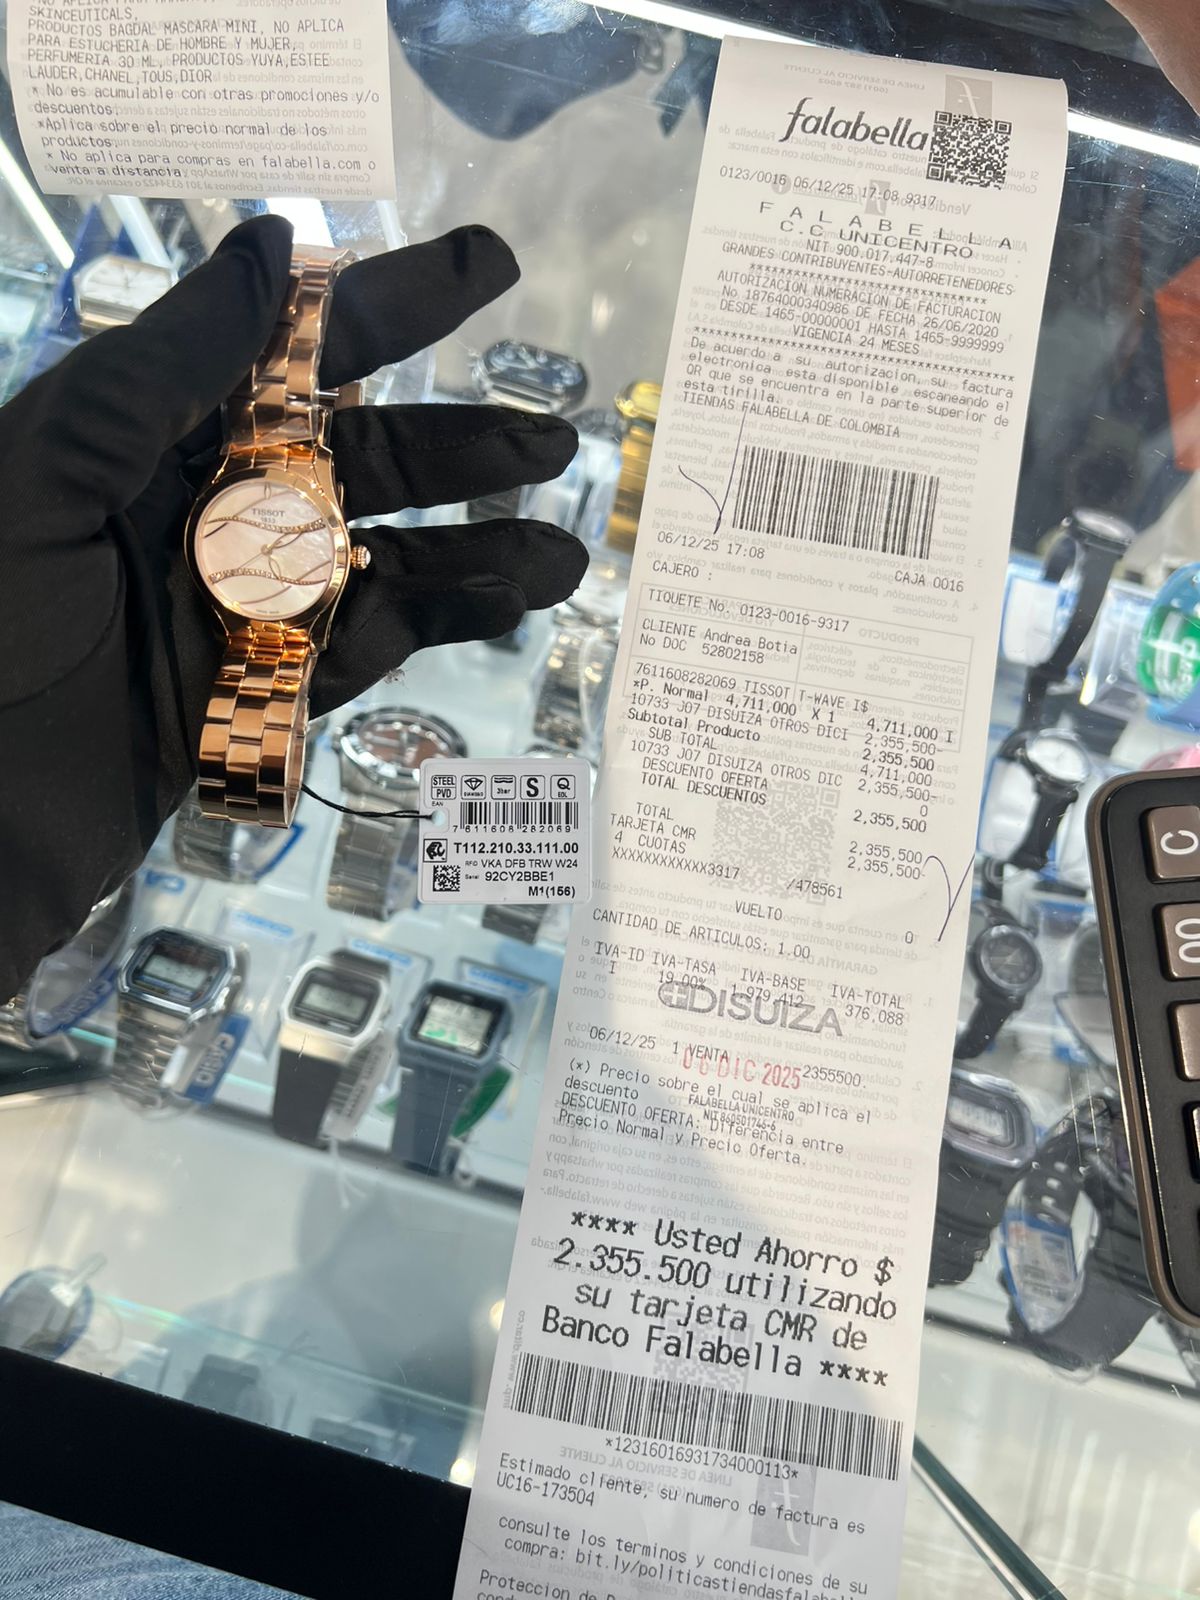 SKINCEUTICALS,
PRODUCTOS BAGDAL MASCARA MINI, NO APLICA
PARA ESTUCHERIA DE HOMBRE Y MUJER,
PERFUMERIA 30 ML, PRODUCTOS YUYA,ESTEE
LAUDER,CHANEL,TOUS,DIOR
* No es acumulable con otras promociones y/o
descuentos.
*Aplica sobre el precio normal de los
productos
* No aplica para compras en falabella.com o
venta a distancia.
TISSOT
1853
STEEL
PVD
DIAMONDS
3bar
S
Q
EOL
EAN
7 611608 282069
T112.210.33.111.00
RFID VKA DFB TRW W24
Serial 92CY2BBE1
M1(156)
CASIO
falabella
0123/0016 06/12/25 17:08 9317
F A L A B E L L A
C.C UNICENTRO
NIT 900.017.447-8
GRANDES CONTRIBUYENTES-AUTORRETENEDORES
AUTORIZACION NUMERACION DE FACTURACION
No 18764000340986 DE FECHA 26/06/2020
DESDE 1465-00000001 HASTA 1465-9999999
VIGENCIA 24 MESES
De acuerdo a su autorizacion, su factura
electronica esta disponible escaneando el
QR que se encuentra en la parte superior de
esta tirilla.
TIENDAS FALABELLA DE COLOMBIA
06/12/25 17:08 CAJA 0016
CAJERO :
TIQUETE No. 0123-0016-9317
CLIENTE Andrea Botia
No DOC 52802158
7611608282069 TISSOT T-WAVE I$
*P. Normal 4,711,000 X 1 4,711,000 I
10733 J07 DISUIZA OTROS DICI 2,355,500-
Subtotal Producto 2,355,500
SUB TOTAL 4,711,000
10733 J07 DISUIZA OTROS DIC 2,355,500-
DESCUENTO OFERTA 0
TOTAL DESCUENTOS 2,355,500
TOTAL 2,355,500
TARJETA CMR 2,355,500-
4 CUOTAS
XXXXXXXXXXXX3317 /478561
VUELTO 0
CANTIDAD DE ARTICULOS: 1.00
IVA-ID IVA-TASA IVA-BASE IVA-TOTAL
I 19.00% 1,979,412 376,088
DISUIZA
06/12/25 1 VENTA 2355500.
06 DIC 2025
(*) Precio sobre el cual se aplica el
descuento
FALABELLA UNICENTRO
NIT 860501746-6
DESCUENTO OFERTA: Diferencia entre
Precio Normal y Precio Oferta.
**** Usted Ahorro $
2.355.500 utilizando
su tarjeta CMR de
Banco Falabella ****
*12316016931734000113*
Estimado cliente, su numero de factura es
UC16-173504
consulte los terminos y condiciones de su
compra: bit.ly/politicastiendasfalabell
C
00